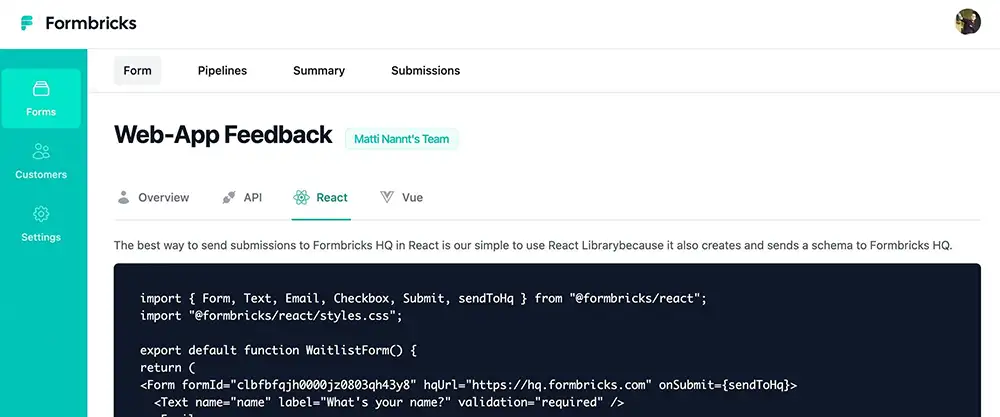 Formbricks
Form Pipelines Summary Submissions
Forms
Customers
Settings
Web-App Feedback Matti Nannt's Team
Overview API React Vue
The best way to send submissions to Formbricks HQ in React is our simple to use React Librarybecause it also creates and sends a schema to Formbricks HQ.
import { Form, Text, Email, Checkbox, Submit, sendToHq } from "@formbricks/react";
import "@formbricks/react/styles.css";
export default function WaitlistForm() {
return (
<Form formId="clbfbfqjh0000jz0803qh43y8" hqUrl="https://hq.formbricks.com" onSubmit={sendToHq}>
<Text name="name" label="What's your name?" validation="required" />